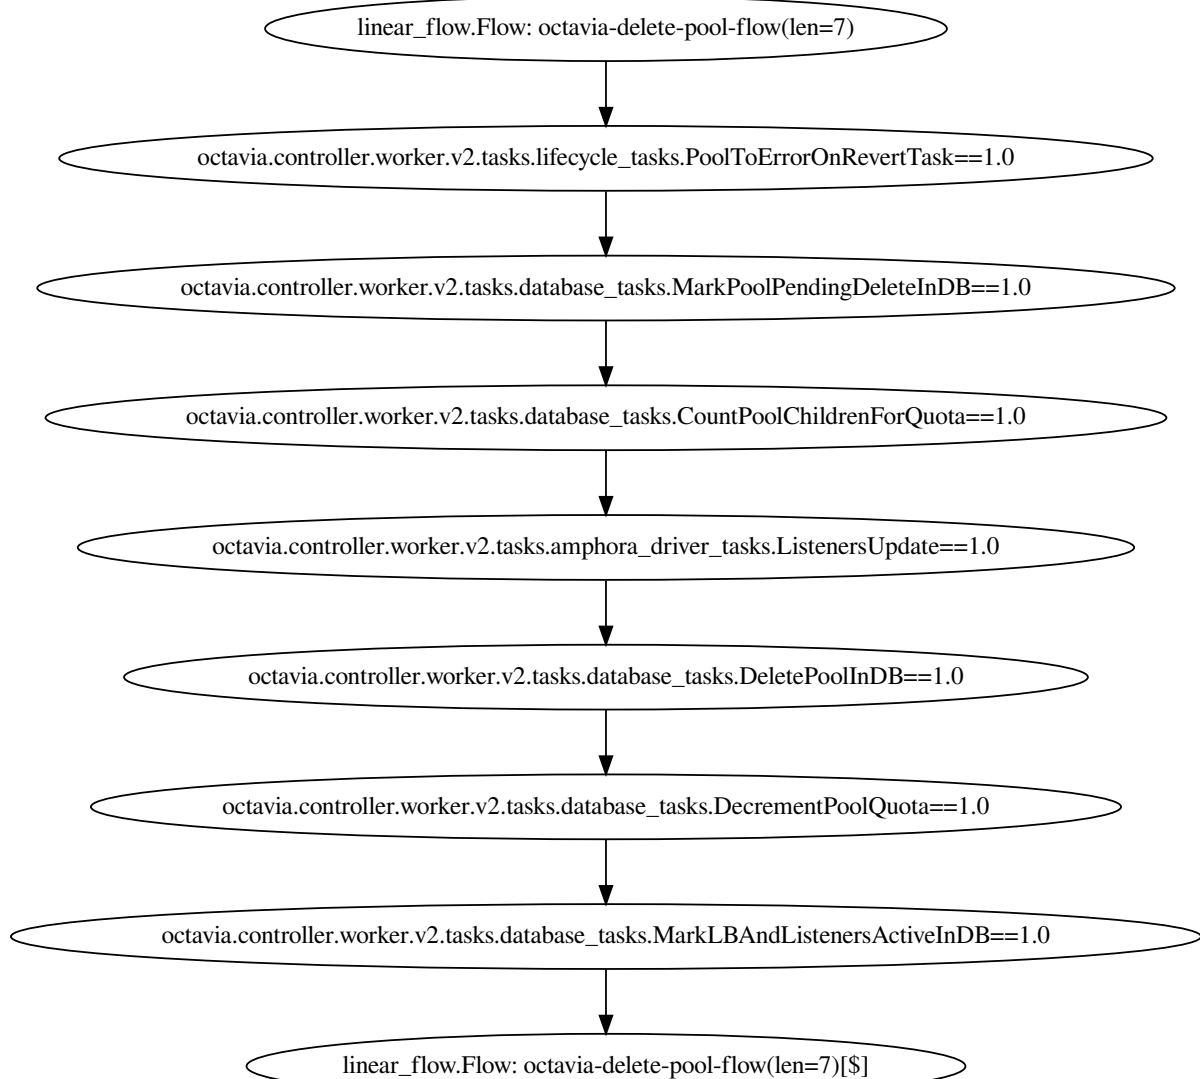 linear_flow.Flow: octavia-delete-pool-flow(len=7)
octavia.controller.worker.v2.tasks.lifecycle_tasks.PoolToErrorOnRevertTask==1.0
octavia.controller.worker.v2.tasks.database_tasks.MarkPoolPendingDeleteInDB==1.0
octavia.controller.worker.v2.tasks.database_tasks.CountPoolChildrenForQuota==1.0
octavia.controller.worker.v2.tasks.amphora_driver_tasks.ListenersUpdate==1.0
octavia.controller.worker.v2.tasks.database_tasks.DeletePoolInDB==1.0
octavia.controller.worker.v2.tasks.database_tasks.DecrementPoolQuota==1.0
octavia.controller.worker.v2.tasks.database_tasks.MarkLBAndListenersActiveInDB==1.0
linear_flow.Flow: octavia-delete-pool-flow(len=7)[$]